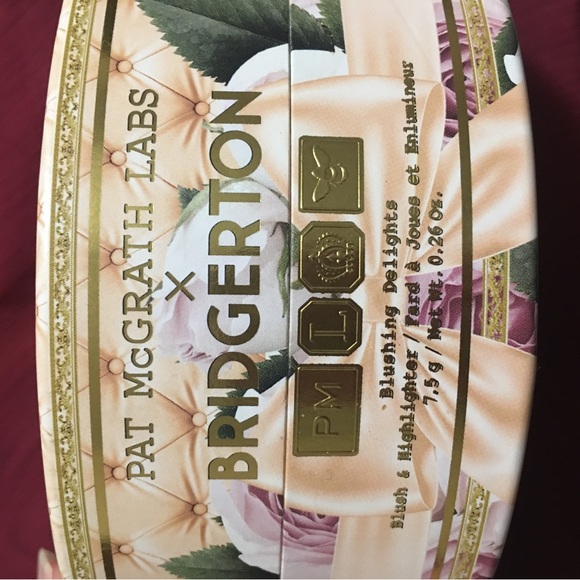 PAT McGRATH LABS
×
BRIDGERTON
PM L
Blushing Delights
Blush & Highlighter / Fard à Joues et Enlumineur
7,5 g / Net Wt. 0.26 Oz.